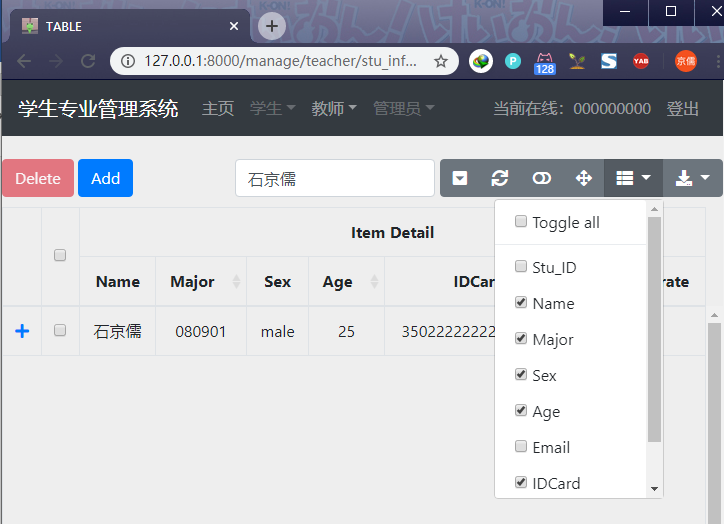 TABLE
127.0.0.1:8000/manage/teacher/stu_inf...
128
YAB
京儒
学生专业管理系统 主页 学生 教师 管理员 当前在线：000000000 登出
Delete Add 石京儒
Toggle all
Item Detail
Stu_ID
Name Major Sex Age IDCar rate
Name
石京儒 080901 male 25 35022222222
Major
Sex
Age
Email
IDCard